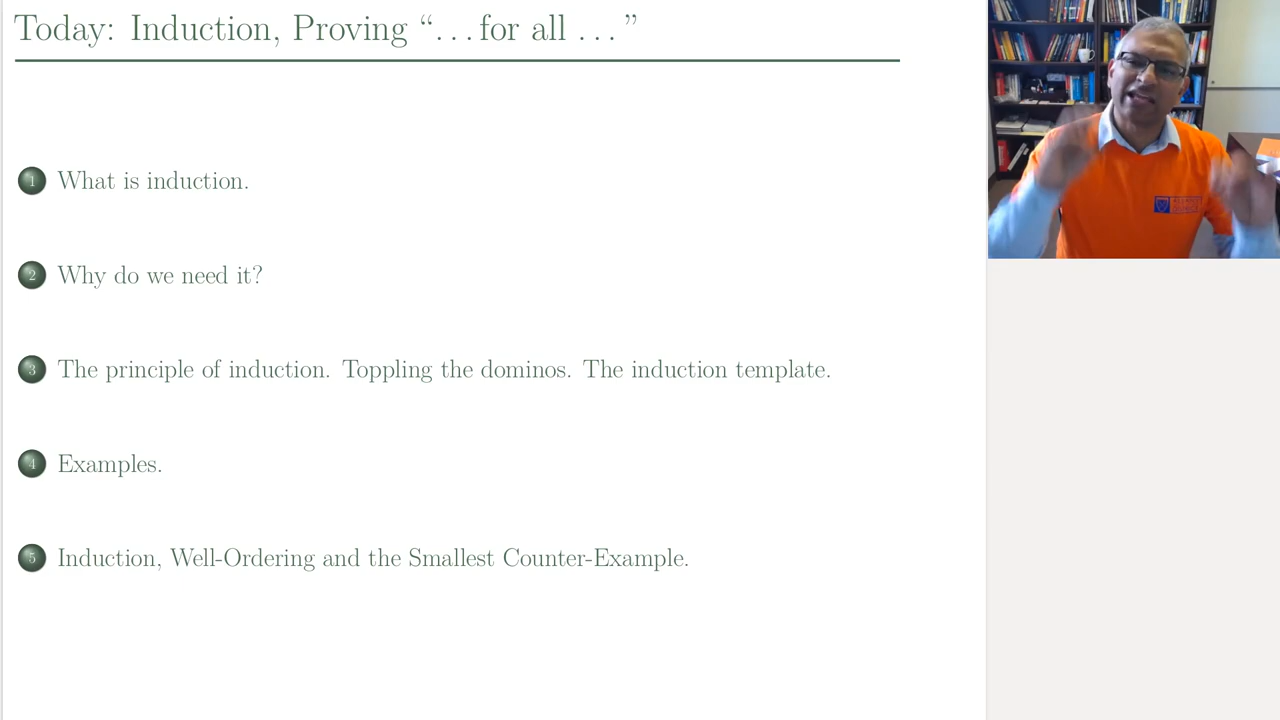 Today: Induction, Proving “. . . for all . . . ”
1 What is induction.
2 Why do we need it?
3 The principle of induction. Toppling the dominos. The induction template.
4 Examples.
5 Induction, Well-Ordering and the Smallest Counter-Example.